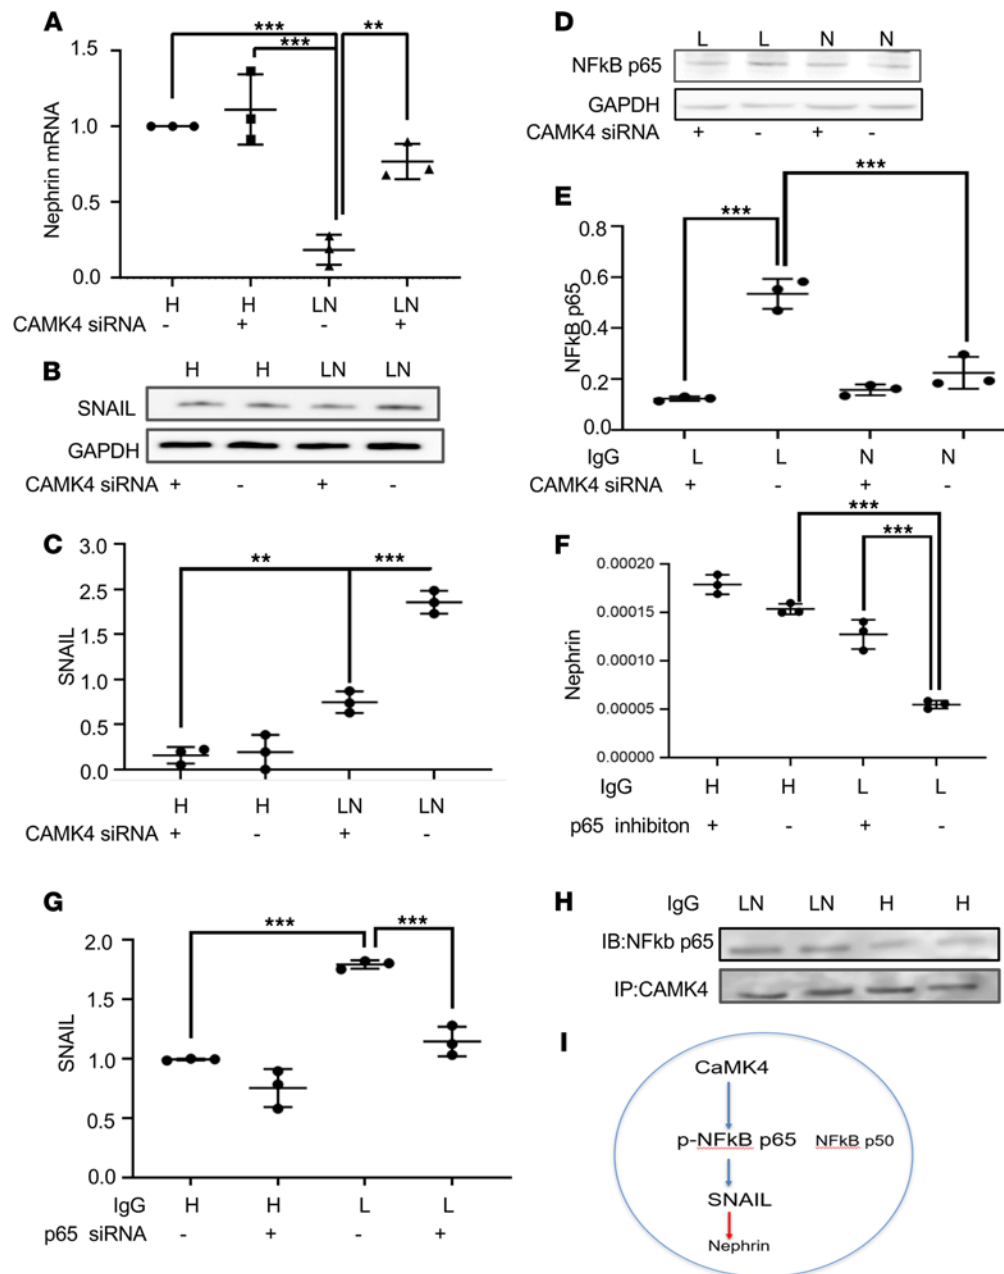 A
*** **
***
1.5
1.0
0.5
0.0
Nephrin mRNA
H H LN LN
CAMK4 siRNA - + - +
B
H H LN LN
SNAIL
GAPDH
CAMK4 siRNA + - + -
C
3.0
2.5
1.0
0.5
0.0
SNAIL
** ***
H H LN LN
CAMK4 siRNA + - + -
D
L L N N
NFkB p65
GAPDH
CAMK4 siRNA + - + -
E
***
***
0.8
0.6
0.4
0.2
0.0
NFkB p65
IgG L L N N
CAMK4 siRNA + - + -
F
***
***
0.00020
0.00015
0.00010
0.00005
0.00000
Nephrin
IgG H H L L
p65 inhibiton + - + -
G
*** ***
2.0
1.5
1.0
0.5
0.0
SNAIL
IgG H H L L
p65 siRNA - + - +
H
IgG LN LN H H
IB:NFkb p65
IP:CAMK4
I
CaMK4
p-NFkB p65 NFkB p50
SNAIL
Nephrin